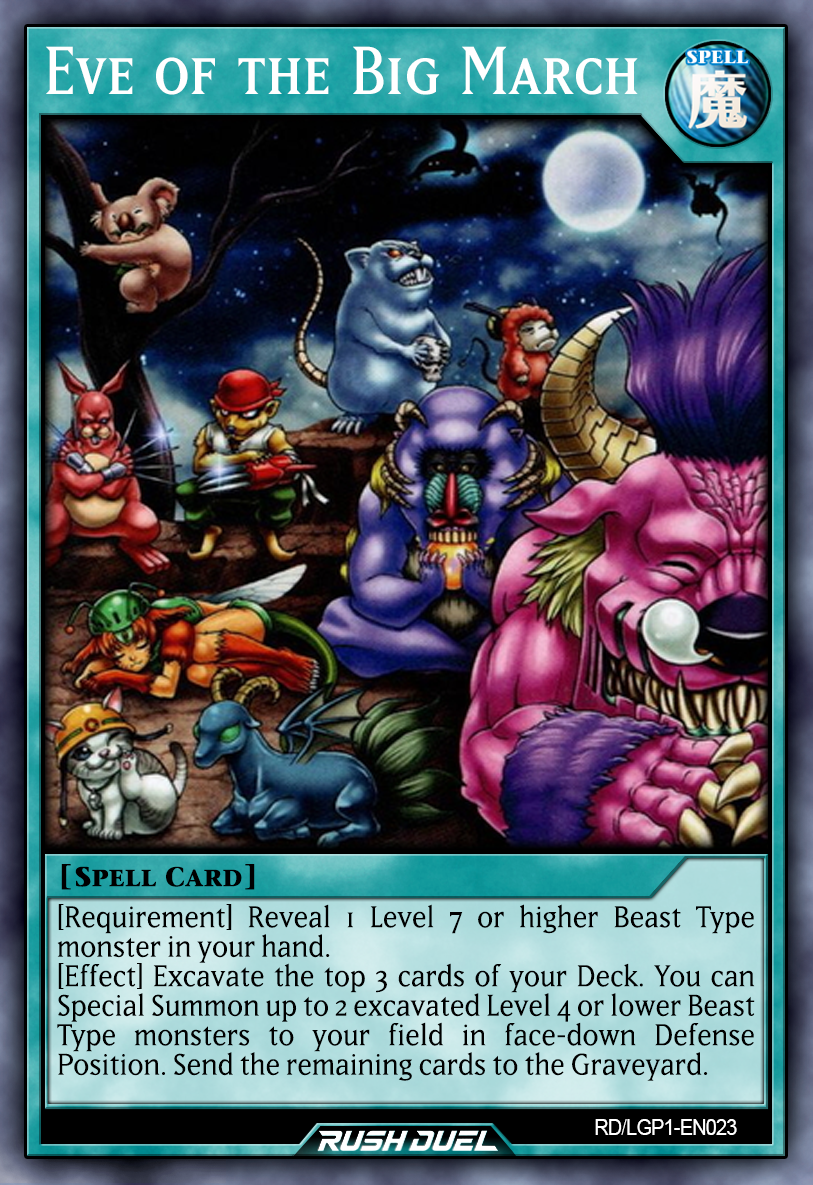 Eve of the Big March
SPELL
魔
[Spell Card]
[Requirement] Reveal 1 Level 7 or higher Beast Type
monster in your hand.
[Effect] Excavate the top 3 cards of your Deck. You can
Special Summon up to 2 excavated Level 4 or lower Beast
Type monsters to your field in face-down Defense
Position. Send the remaining cards to the Graveyard.
RD/LGP1-EN023
RUSH DUEL